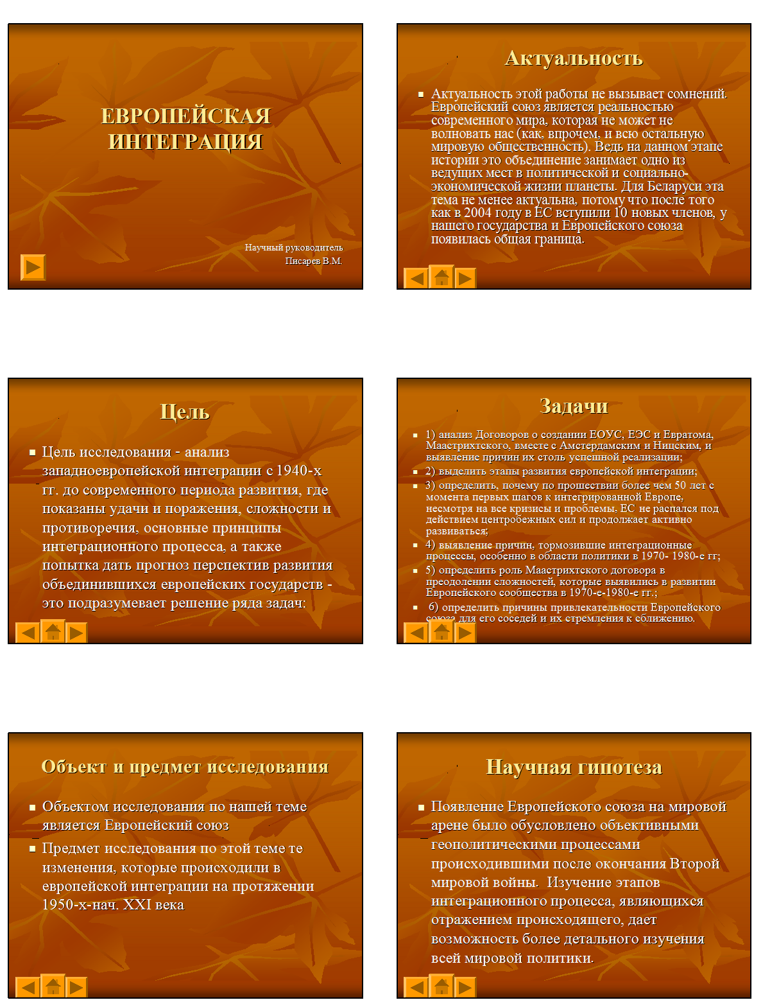 ЕВРОПЕЙСКАЯ
ИНТЕГРАЦИЯ
Научный руководитель
Писарев В.М.
Актуальность
Актуальность этой работы не вызывает сомнений.
Европейский союз является реальностью
современного мира, которая не может не
волновать нас (как, впрочем, и всю остальную
мировую общественность). Ведь на данном этапе
истории это объединение занимает одно из
ведущих мест в политической и социально-
экономической жизни планеты. Для Беларуси эта
тема не менее актуальна, потому что после того
как в 2004 году в ЕС вступили 10 новых членов, у
нашего государства и Европейского союза
появилась общая граница.
Цель
Цель исследования - анализ
западноевропейской интеграции с 1940-х
гг. до современного периода развития, где
показаны удачи и поражения, сложности и
противоречия, основные принципы
интеграционного процесса, а также
попытка дать прогноз перспектив развития
объединившихся европейских государств -
это подразумевает решение ряда задач:
Задачи
1) анализ Договоров о создании ЕОУС, ЕЭС и Евратома,
Маастрихтского, вместе с Амстердамским и Ниццским, и
выявление причин их столь успешной реализации;
2) выделить этапы развития европейской интеграции;
3) определить, почему по прошествии более чем 50 лет с
момента первых шагов к интегрированной Европе,
несмотря на все кризисы и проблемы, ЕС не распался под
действием центробежных сил и продолжает активно
развиваться;
4) выявление причин, тормозившие интеграционные
процессы, особенно в области политики в 1970- 1980-е гг;
5) определить роль Маастрихтского договора в
преодолении сложностей, которые выявились в развитии
Европейского сообщества в 1970-е-1980-е гг.;
6) определить причины привлекательности Европейского
союза для его соседей и их стремления к сближению.
Объект и предмет исследования
Объектом исследования по нашей теме
является Европейский союз
Предмет исследования по этой теме те
изменения, которые происходили в
европейской интеграции на протяжении
1950-х-нач. XXI века
Научная гипотеза
Появление Европейского союза на мировой
арене было обусловлено объективными
геополитическими процессами
происходившими после окончания Второй
мировой войны. Изучение этапов
интеграционного процесса, являющихся
отражением происходящего, дает
возможность более детального изучения
всей мировой политики.